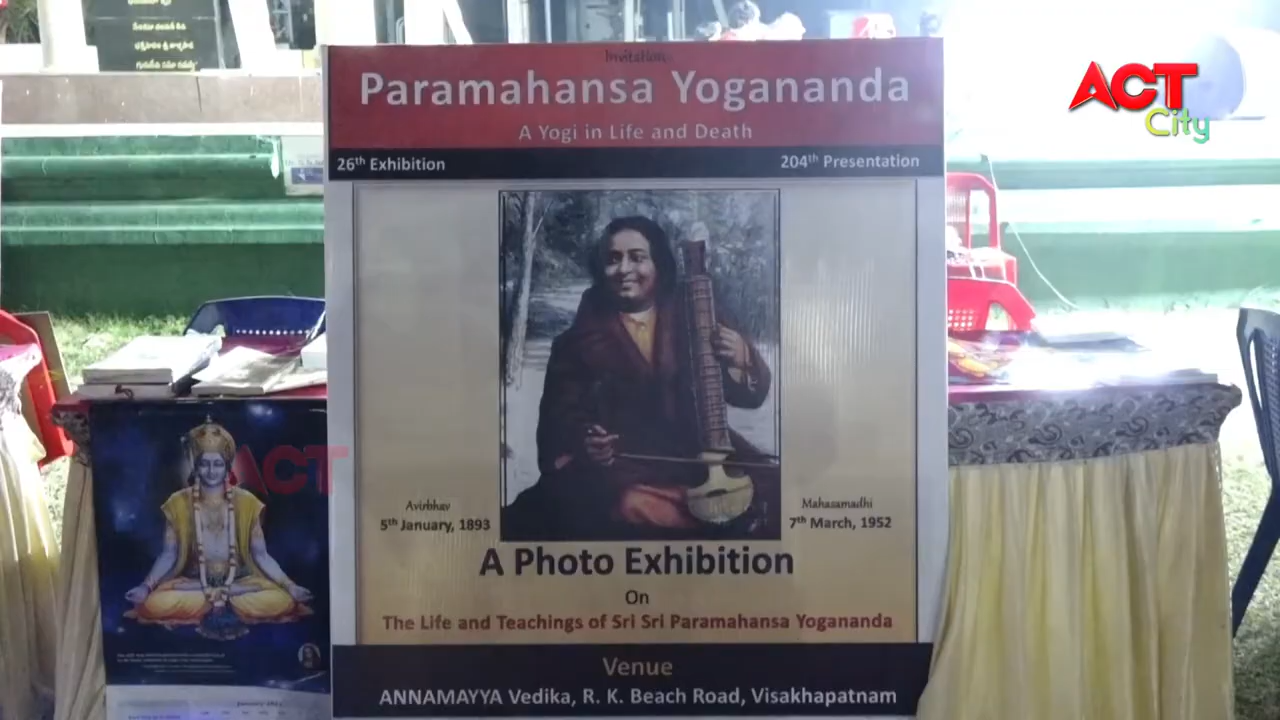 Invitation
Paramahansa Yogananda
A Yogi in Life and Death
26th Exhibition
204th Presentation
Avirbhav
5th January, 1893
Mahasamadhi
7th March, 1952
A Photo Exhibition
On
The Life and Teachings of Sri Sri Paramahansa Yogananda
Venue
ANNAMAYYA Vedika, R. K. Beach Road, Visakhapatnam
ACT
City
ACT